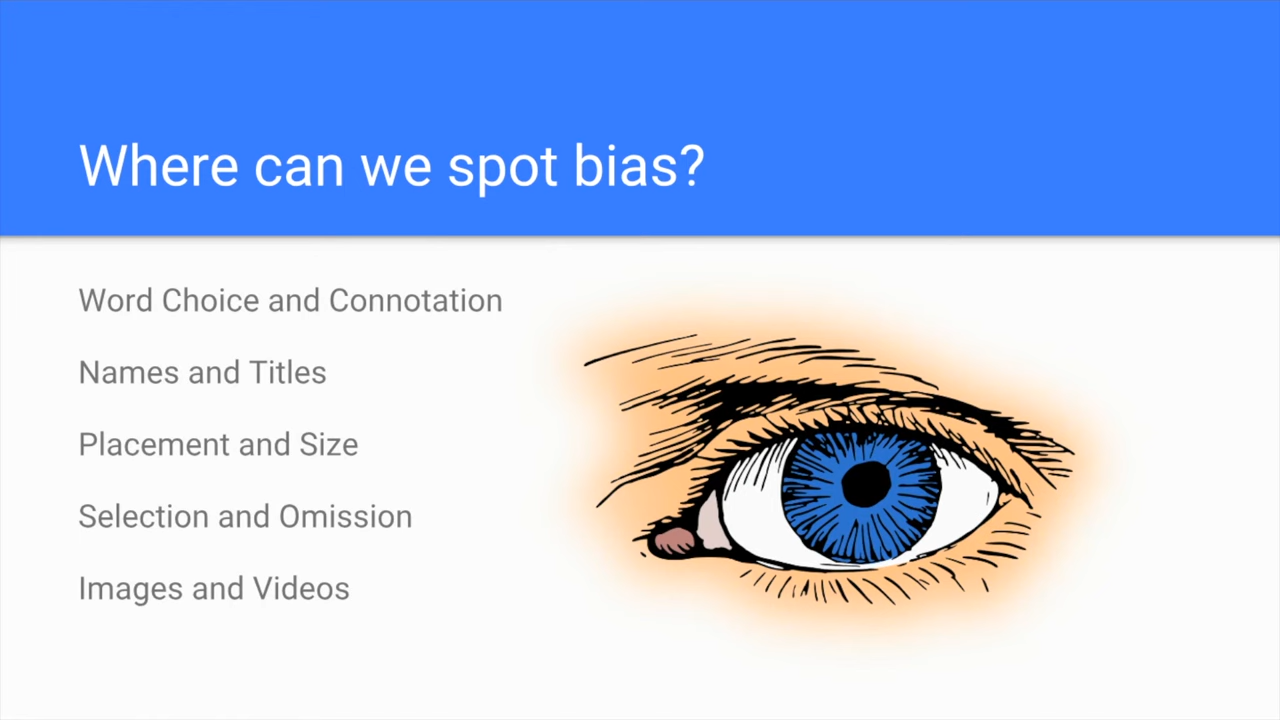 Where can we spot bias?
Word Choice and Connotation
Names and Titles
Placement and Size
Selection and Omission
Images and Videos